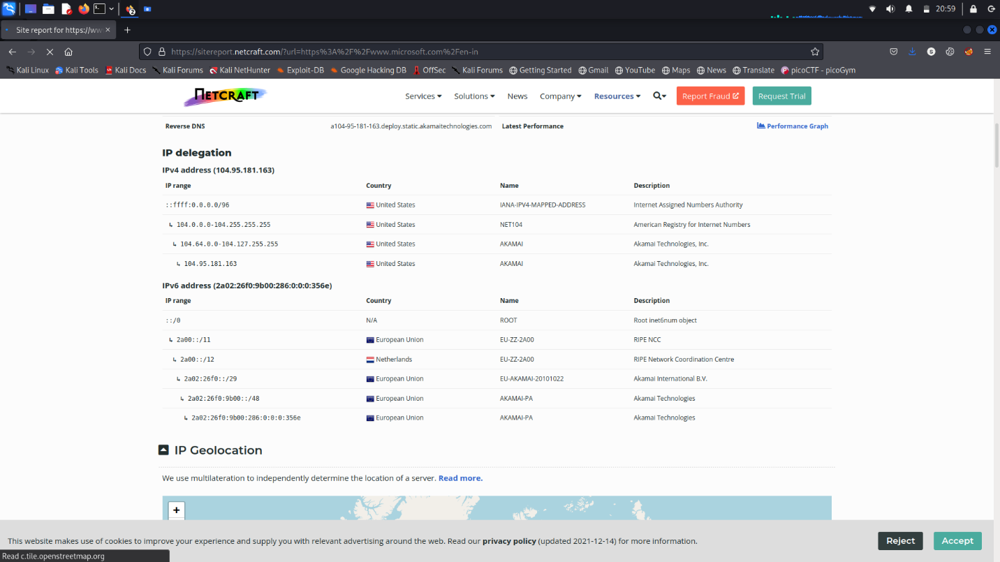 2
20:59
Site report for https://ww
https://sitereport.netcraft.com/?url=https%3A%2F%2Fwww.microsoft.com%2Fen-in
Kali Linux Kali Tools Kali Docs Kali Forums Kali NetHunter Exploit-DB Google Hacking DB OffSec Kali Forums Getting Started Gmail YouTube Maps News Translate picoCTF - picoGym
NETCRAFT Services Solutions News Company Resources Report Fraud Request Trial
Reverse DNS a104-95-181-163.deploy.static.akamaitechnologies.com Latest Performance Performance Graph
IP delegation
IPv4 address (104.95.181.163)
IP range Country Name Description
::ffff:0.0.0.0/96 United States IANA-IPV4-MAPPED-ADDRESS Internet Assigned Numbers Authority
↳ 104.0.0.0-104.255.255.255 United States NET104 American Registry for Internet Numbers
↳ 104.64.0.0-104.127.255.255 United States AKAMAI Akamai Technologies, Inc.
↳ 104.95.181.163 United States AKAMAI Akamai Technologies, Inc.
IPv6 address (2a02:26f0:9b00:286:0:0:0:356e)
IP range Country Name Description
::/0 N/A ROOT Root inet6num object
↳ 2a00::/11 European Union EU-ZZ-2A00 RIPE NCC
↳ 2a00::/12 Netherlands EU-ZZ-2A00 RIPE Network Coordination Centre
↳ 2a02:26f0::/29 European Union EU-AKAMAI-20101022 Akamai International B.V.
↳ 2a02:26f0:9b00::/48 European Union AKAMAI-PA Akamai Technologies
↳ 2a02:26f0:9b00:286:0:0:0:356e European Union AKAMAI-PA Akamai Technologies
IP Geolocation
We use multilateration to independently determine the location of a server. Read more.
+
This website makes use of cookies to improve your experience and supply you with relevant advertising around the web. Read our privacy policy (updated 2021-12-14) for more information. Reject Accept
Read c.tile.openstreetmap.org